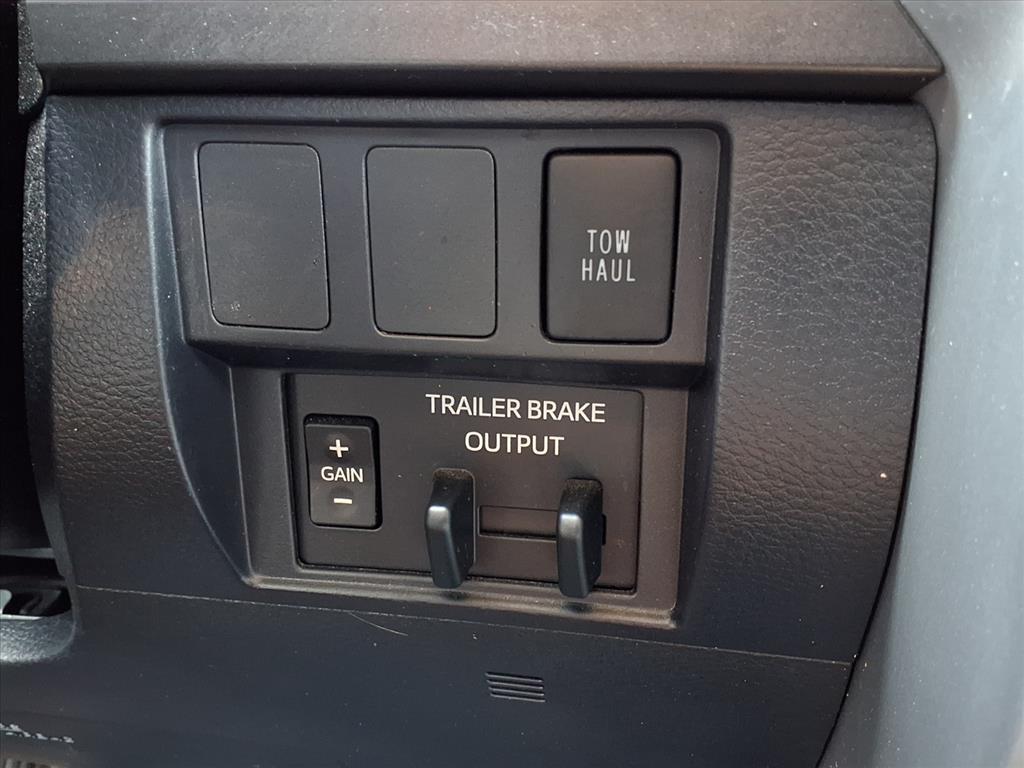 TOW
HAUL
TRAILER BRAKE
OUTPUT
+
GAIN
-